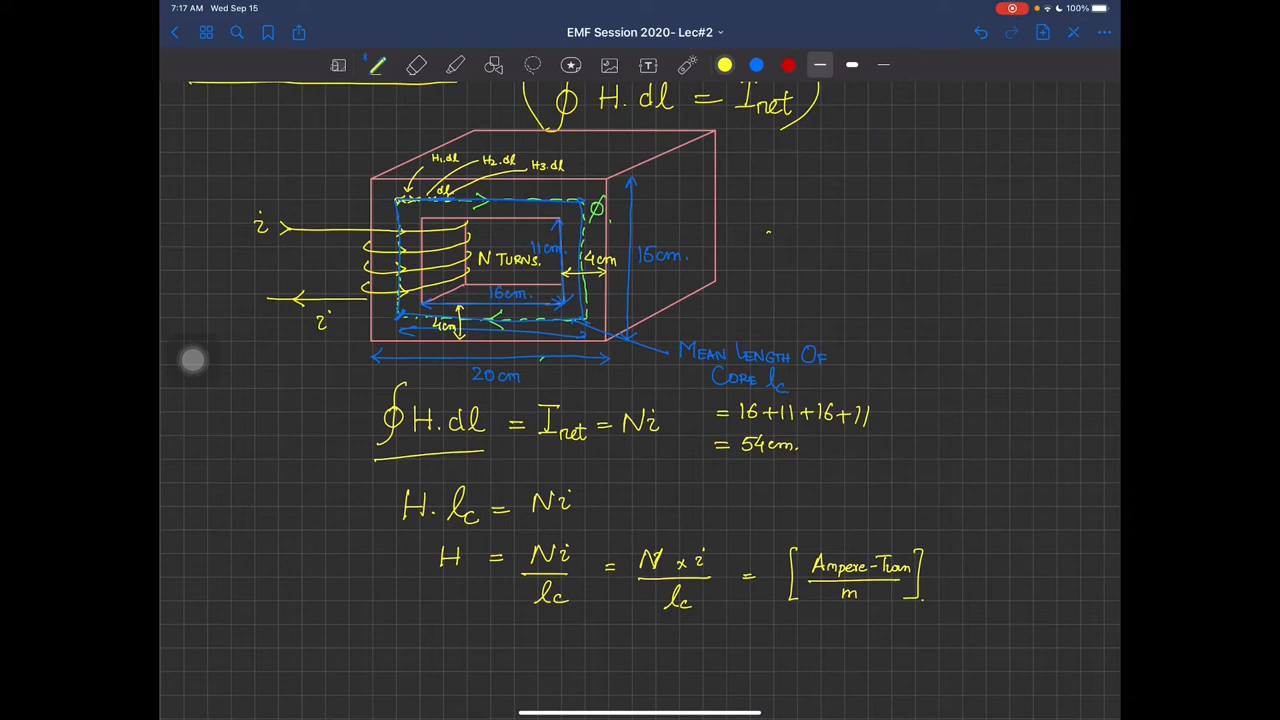 7:17 AM Wed Sep 15
100%
EMF Session 2020- Lec#2
∮ H.dl = Inet
H1.dl
H2.dl
H3.dl
dl
ϕ
i
11cm.
4cm
15cm.
N TURNS.
16cm.
i
4cm
20cm
MEAN LENGTH OF
CORE lc
∮ H.dl = Inet = Ni
= 16+11+16+11
= 54cm.
H. lc = Ni
H = Ni/lc = N x i/lc = [Ampere-Turn/m].